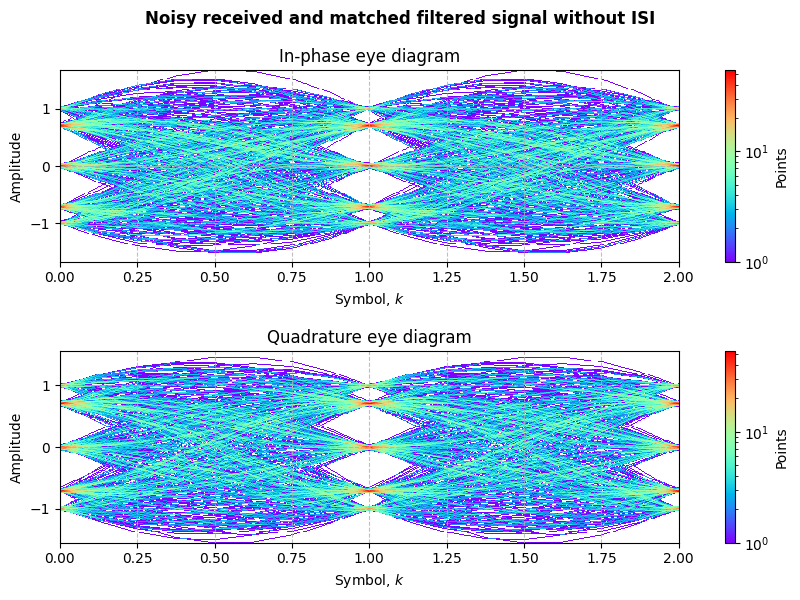 Noisy received and matched filtered signal without ISI
In-phase eye diagram
Amplitude
1
0
−1
0.00 0.25 0.50 0.75 1.00 1.25 1.50 1.75 2.00
Symbol, k
10¹
10⁰
Points
Quadrature eye diagram
Amplitude
1
0
−1
0.00 0.25 0.50 0.75 1.00 1.25 1.50 1.75 2.00
Symbol, k
10¹
10⁰
Points